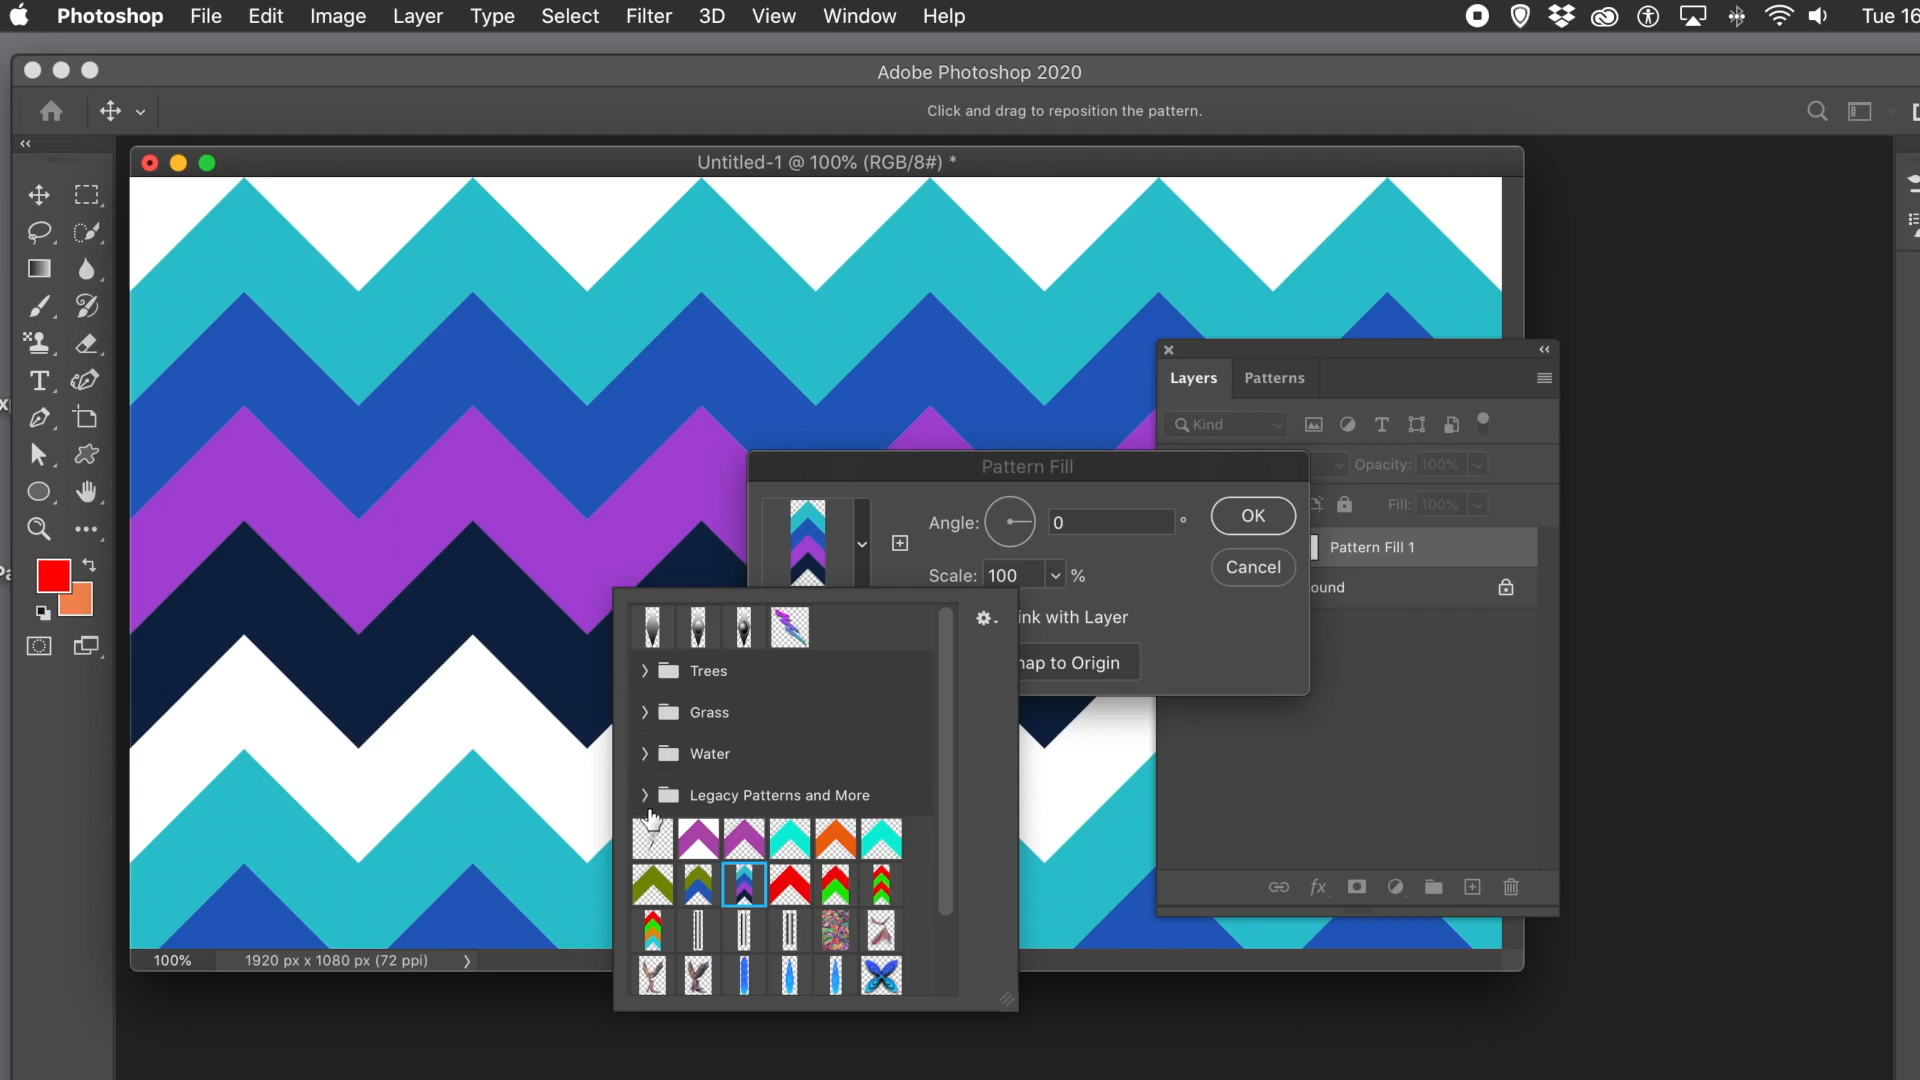 Photoshop File Edit Image Layer Type Select Filter 3D View Window Help
Tue 16
Adobe Photoshop 2020
Click and drag to reposition the pattern.
Untitled-1 @ 100% (RGB/8#) *
Layers Patterns
Kind
Opacity: 100%
Fill: 100%
Pattern Fill 1
ound
Pattern Fill
Angle: 0 °
OK
Scale: 100 %
Cancel
ink with Layer
nap to Origin
Trees
Grass
Water
Legacy Patterns and More
fx
100% 1920 px x 1080 px (72 ppi)